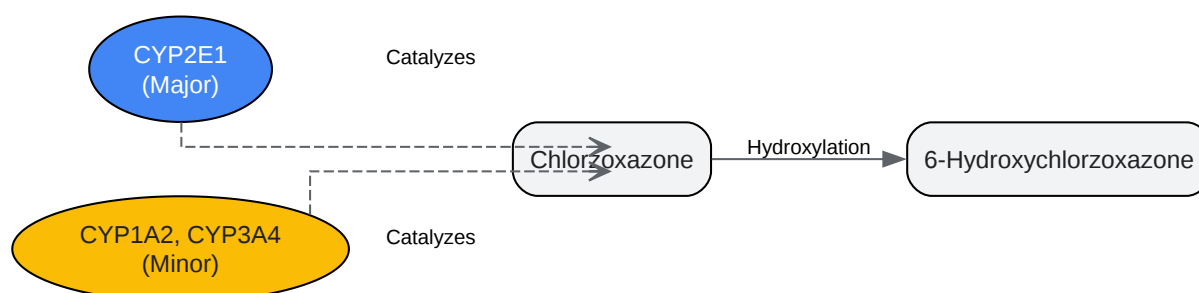 CYP2E1
(Major)
Catalyzes
Chlorzoxazone
Hydroxylation
6-Hydroxychlorzoxazone
CYP1A2, CYP3A4
(Minor)
Catalyzes